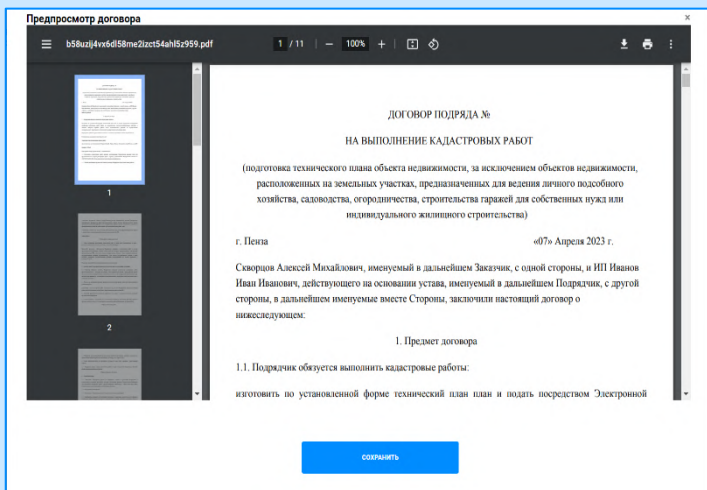 Предпросмотр договора
x
b58uzij4vx6dl58me2izct54ahl5z959.pdf
1 / 11
— 100% +
1
2
ДОГОВОР ПОДРЯДА №
НА ВЫПОЛНЕНИЕ КАДАСТРОВЫХ РАБОТ
(подготовка технического плана объекта недвижимости, за исключением объектов недвижимости,
расположенных на земельных участках, предназначенных для ведения личного подсобного
хозяйства, садоводства, огородничества, строительства гаражей для собственных нужд или
индивидуального жилищного строительства)
г. Пенза «07» Апреля 2023 г.
Скворцов Алексей Михайлович, именуемый в дальнейшем Заказчик, с одной стороны, и ИП Иванов
Иван Иванович, действующего на основании устава, именуемый в дальнейшем Подрядчик, с другой
стороны, в дальнейшем именуемые вместе Стороны, заключили настоящий договор о
нижеследующем:
1. Предмет договора
1.1. Подрядчик обязуется выполнить кадастровые работы:
изготовить по установленной форме технический план план и подать посредством Электронной
СОХРАНИТЬ